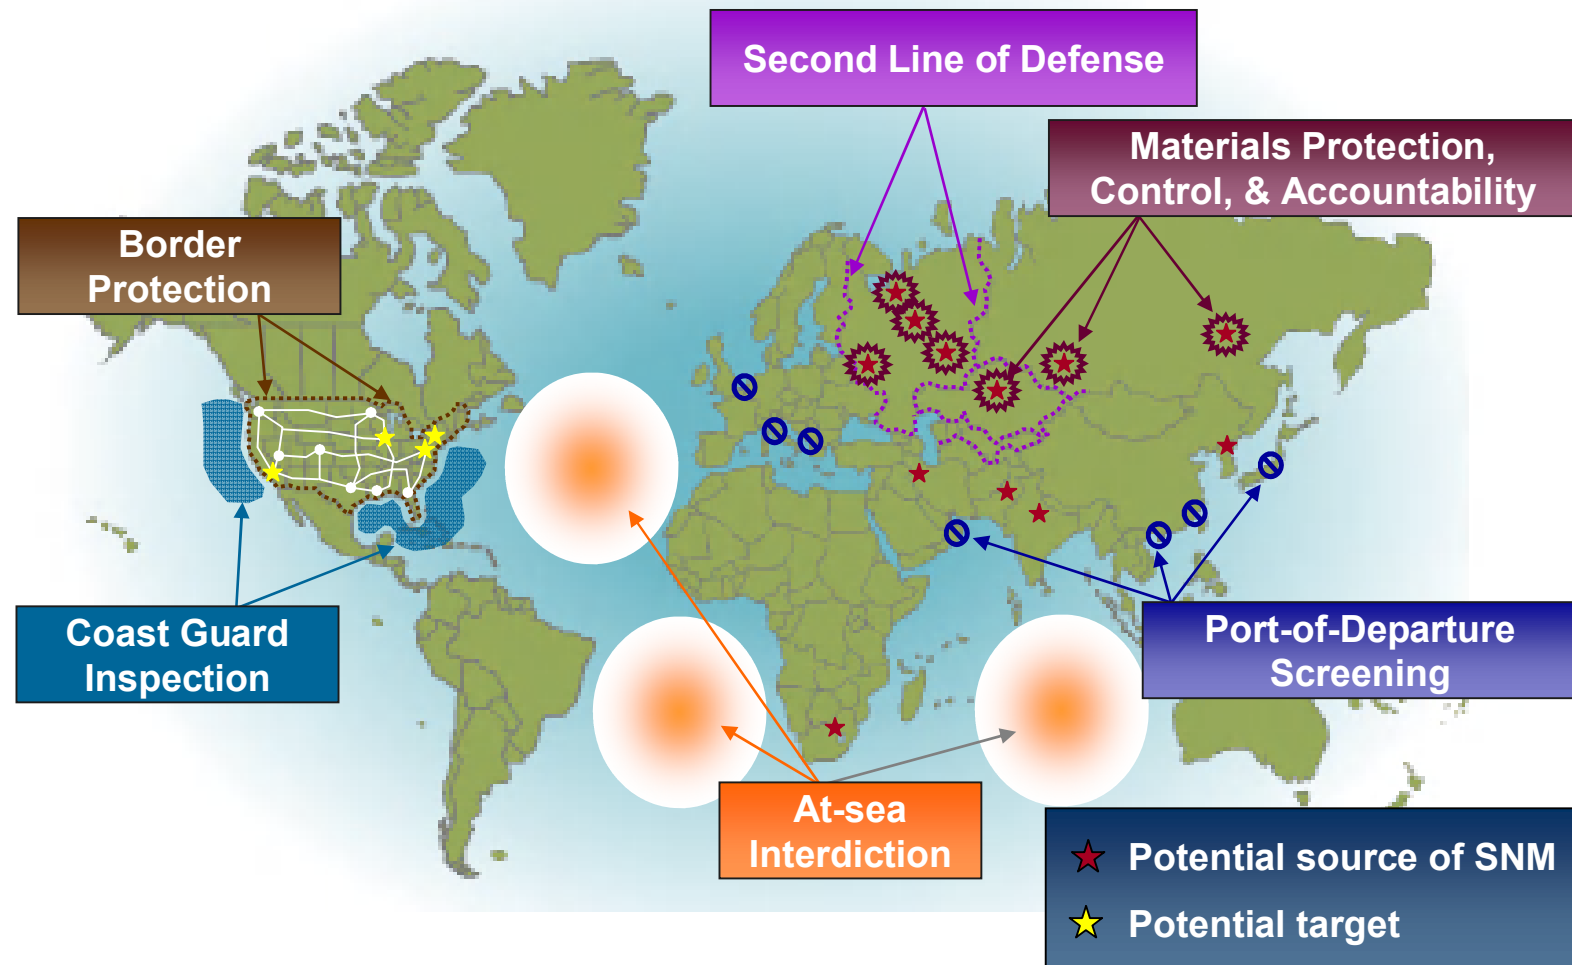 Second Line of Defense
Materials Protection,
Control, & Accountability
Border
Protection
Coast Guard
Inspection
Port-of-Departure
Screening
At-sea
Interdiction
Potential source of SNM
Potential target